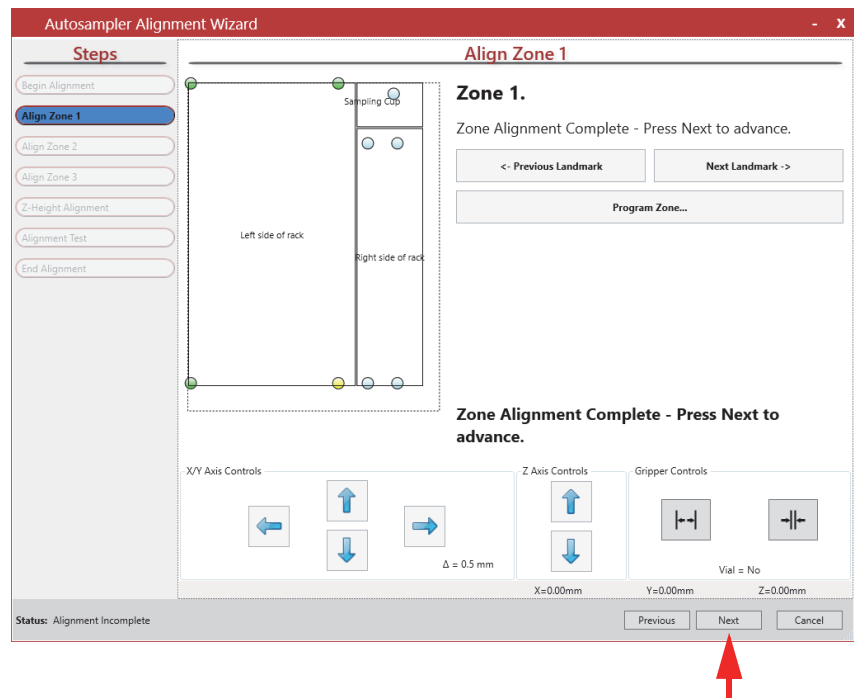 Autosampler Alignment Wizard
- X
Steps
Begin Alignment
Align Zone 1
Align Zone 2
Align Zone 3
Z-Height Alignment
Alignment Test
End Alignment
Align Zone 1
Sampling Cup
Left side of rack
Right side of rack
Zone 1.
Zone Alignment Complete - Press Next to advance.
<- Previous Landmark
Next Landmark ->
Program Zone...
Zone Alignment Complete - Press Next to
advance.
X/Y Axis Controls
Δ = 0.5 mm
Z Axis Controls
Gripper Controls
Vial = No
X=0.00mm Y=0.00mm Z=0.00mm
Status: Alignment Incomplete
Previous
Next
Cancel